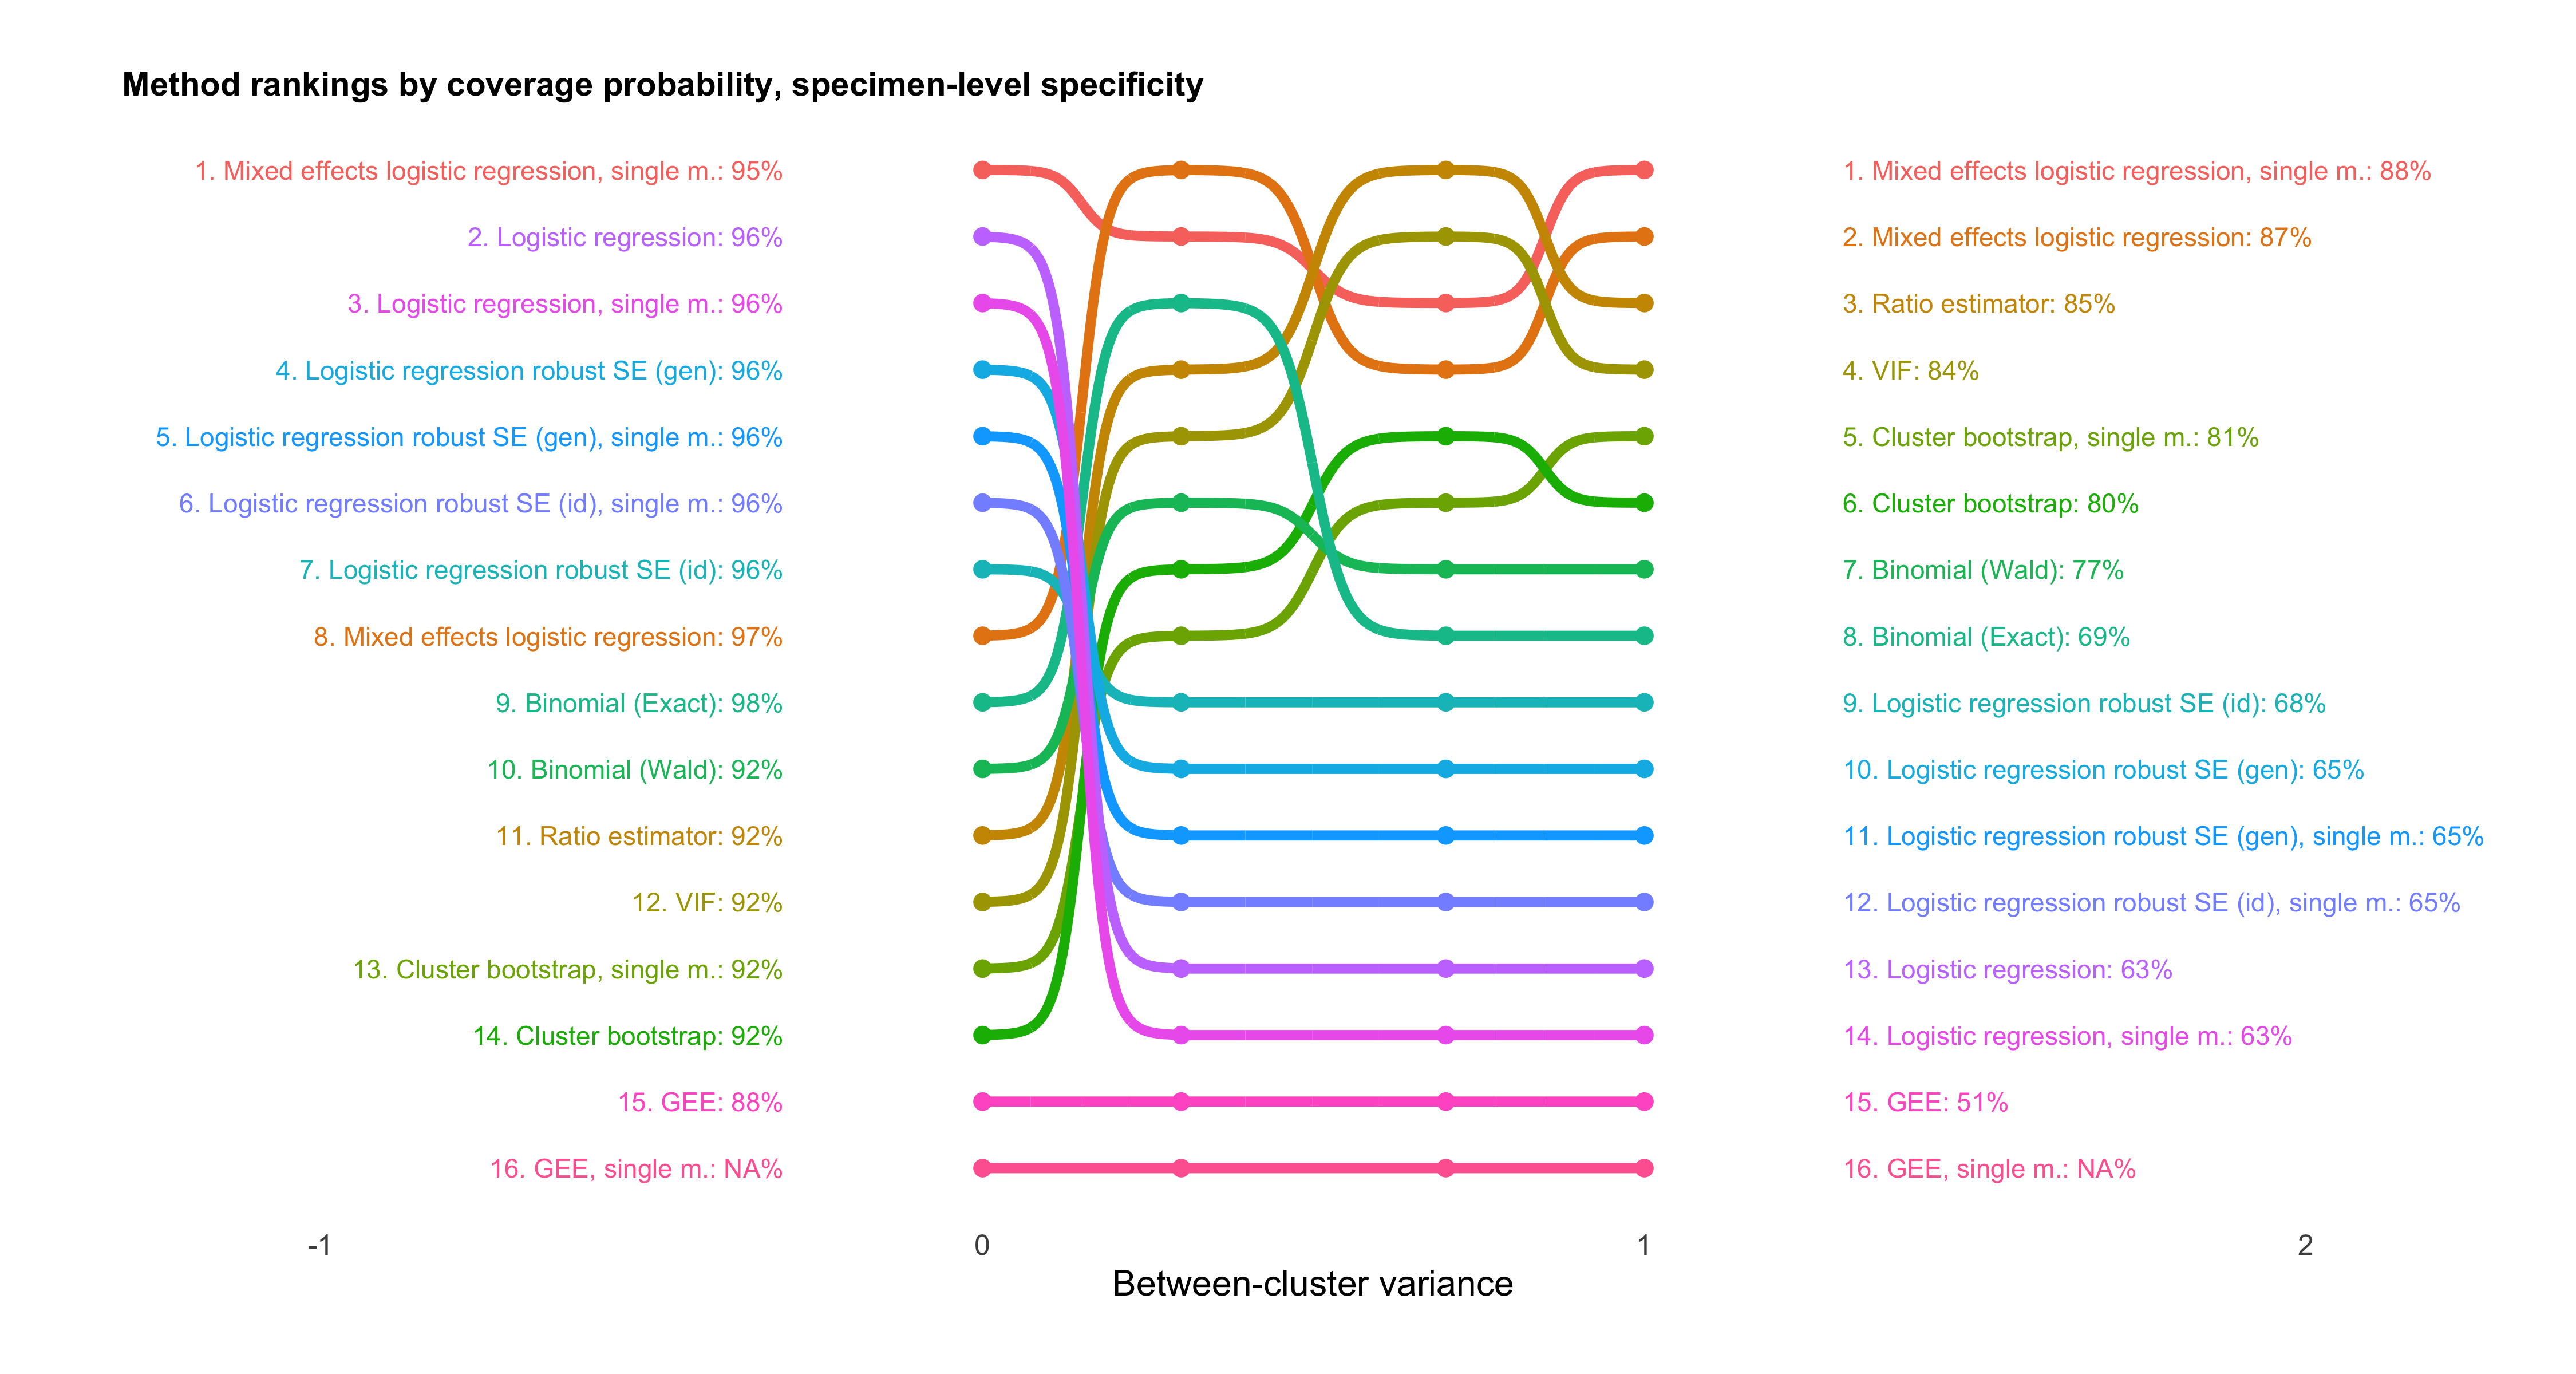 Method rankings by coverage probability, specimen-level specificity
1. Mixed effects logistic regression, single m.: 95%
2. Logistic regression: 96%
3. Logistic regression, single m.: 96%
4. Logistic regression robust SE (gen): 96%
5. Logistic regression robust SE (gen), single m.: 96%
6. Logistic regression robust SE (id), single m.: 96%
7. Logistic regression robust SE (id): 96%
8. Mixed effects logistic regression: 97%
9. Binomial (Exact): 98%
10. Binomial (Wald): 92%
11. Ratio estimator: 92%
12. VIF: 92%
13. Cluster bootstrap, single m.: 92%
14. Cluster bootstrap: 92%
15. GEE: 88%
16. GEE, single m.: NA%
1. Mixed effects logistic regression, single m.: 88%
2. Mixed effects logistic regression: 87%
3. Ratio estimator: 85%
4. VIF: 84%
5. Cluster bootstrap, single m.: 81%
6. Cluster bootstrap: 80%
7. Binomial (Wald): 77%
8. Binomial (Exact): 69%
9. Logistic regression robust SE (id): 68%
10. Logistic regression robust SE (gen): 65%
11. Logistic regression robust SE (gen), single m.: 65%
12. Logistic regression robust SE (id), single m.: 65%
13. Logistic regression: 63%
14. Logistic regression, single m.: 63%
15. GEE: 51%
16. GEE, single m.: NA%
-1 0 1 2
Between-cluster variance